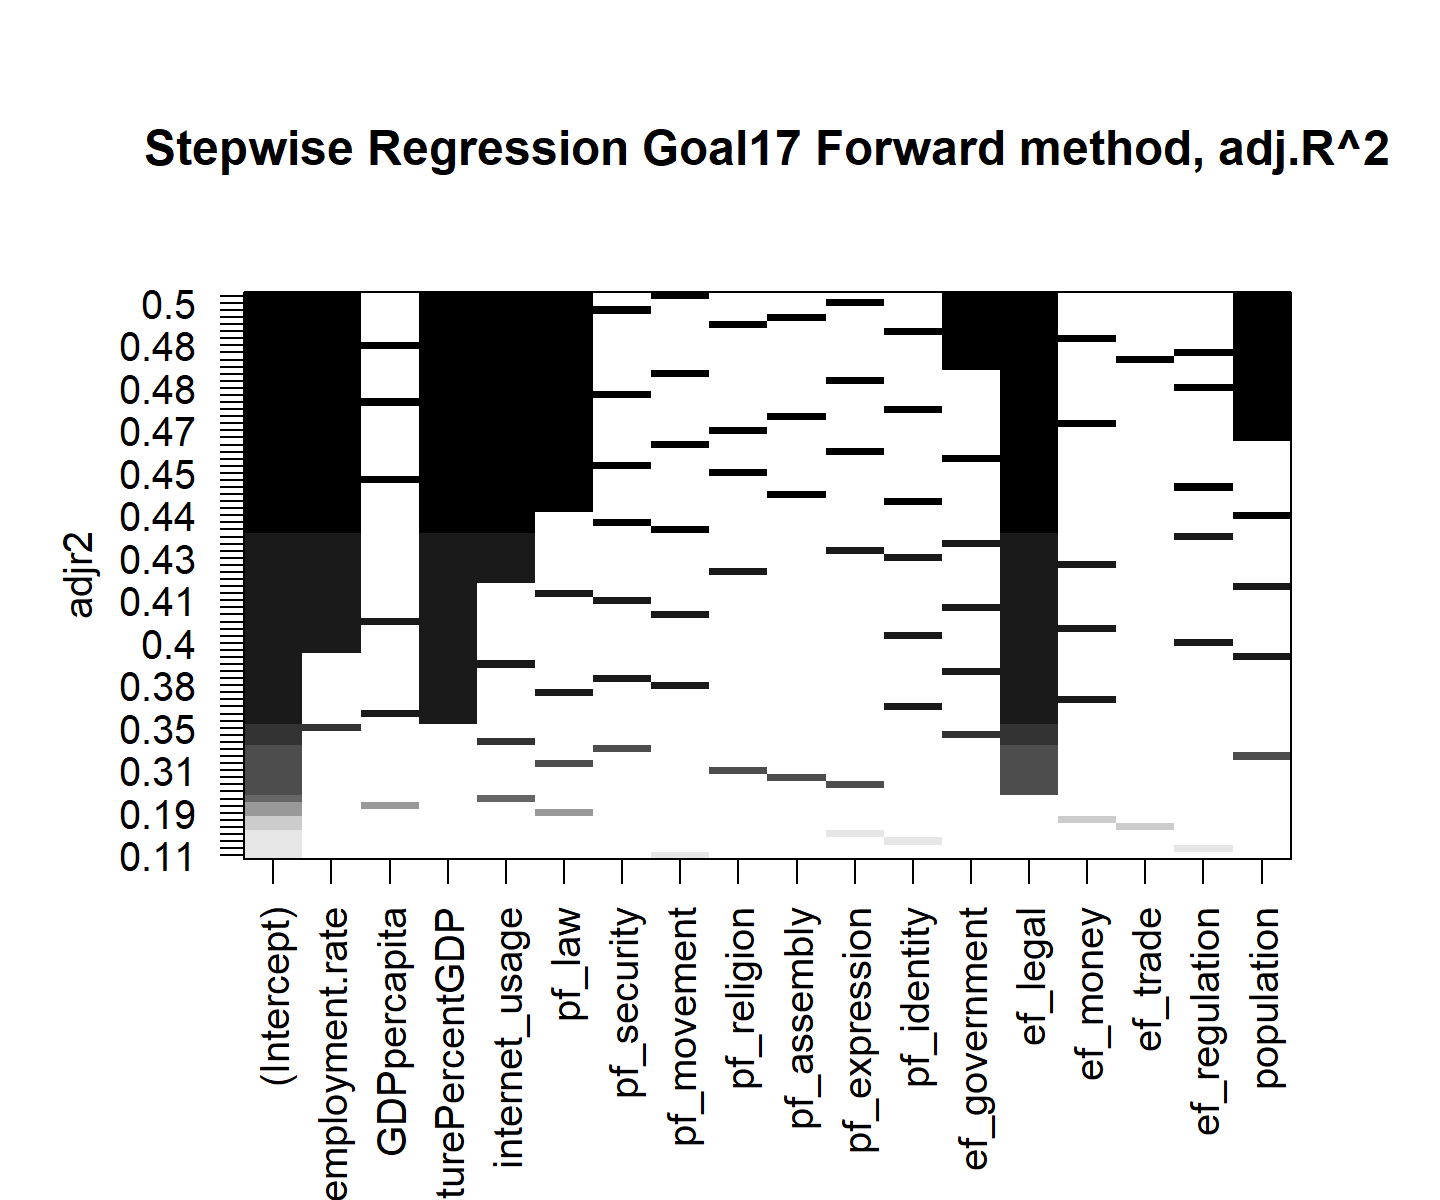 Stepwise Regression Goal17 Forward method, adj.R^2
adjr2
0.5
0.48
0.48
0.47
0.45
0.44
0.43
0.41
0.4
0.38
0.35
0.31
0.19
0.11
(Intercept)
employment.rate
GDPpercapita
turePercentGDP
internet_usage
pf_law
pf_security
pf_movement
pf_religion
pf_assembly
pf_expression
pf_identity
ef_government
ef_legal
ef_money
ef_trade
ef_regulation
population